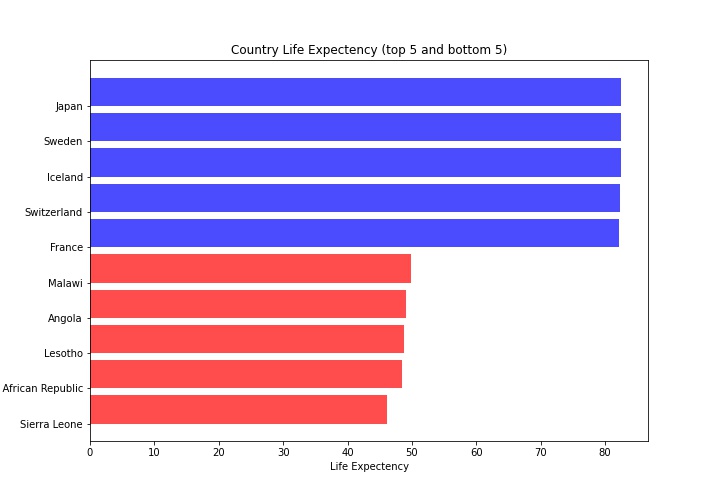 Country Life Expectency (top 5 and bottom 5)
Japan
Sweden
Iceland
Switzerland
France
Malawi
Angola
Lesotho
African Republic
Sierra Leone
0 10 20 30 40 50 60 70 80
Life Expectency